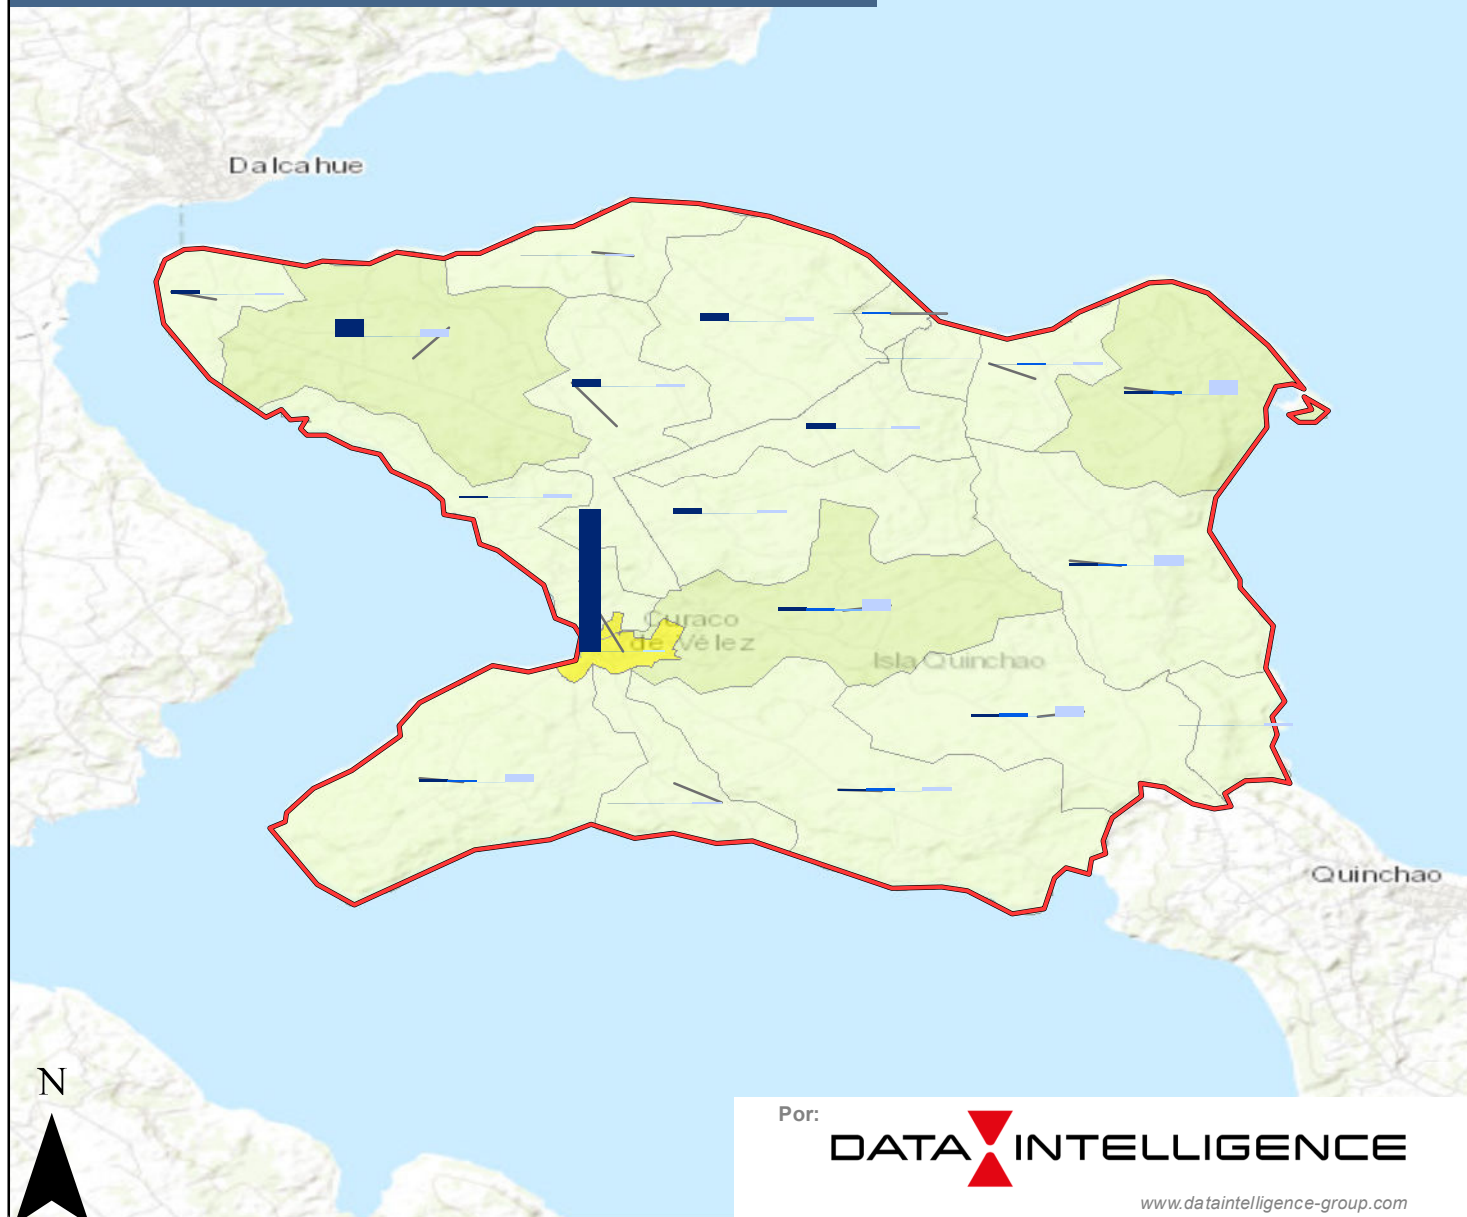 Dalcahue
Curaco
de Vélez
Isla Quinchao
Quinchao
N
Por:
DATA INTELLIGENCE
www.dataintelligence-group.com